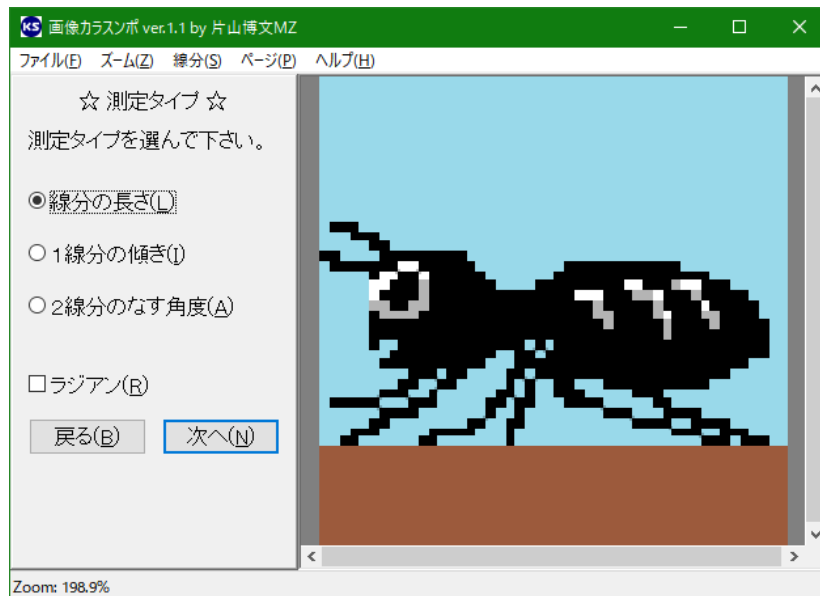 KS 画像カラスンポ ver.1.1 by 片山博文MZ
ファイル(F) ズーム(Z) 線分(S) ページ(P) ヘルプ(H)
☆ 測定タイプ ☆
測定タイプを選んで下さい。
線分の長さ(L)
1線分の傾き(I)
2線分のなす角度(A)
ラジアン(R)
戻る(B) 次へ(N)
Zoom: 198.9%